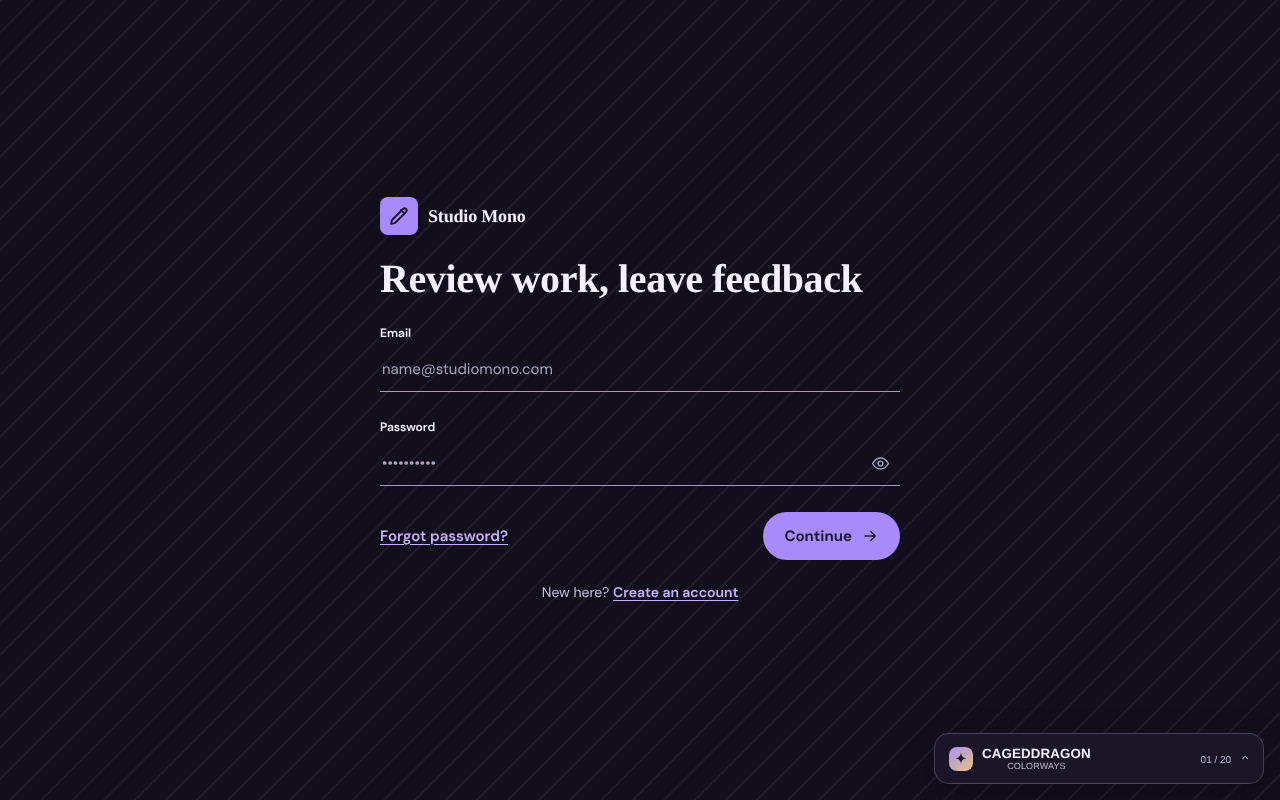 Studio Mono
Review work, leave feedback
Email
name@studiomono.com
Password
••••••••••
Forgot password?
Continue
New here? Create an account
CAGEDDRAGON
COLORWAYS
01 / 20